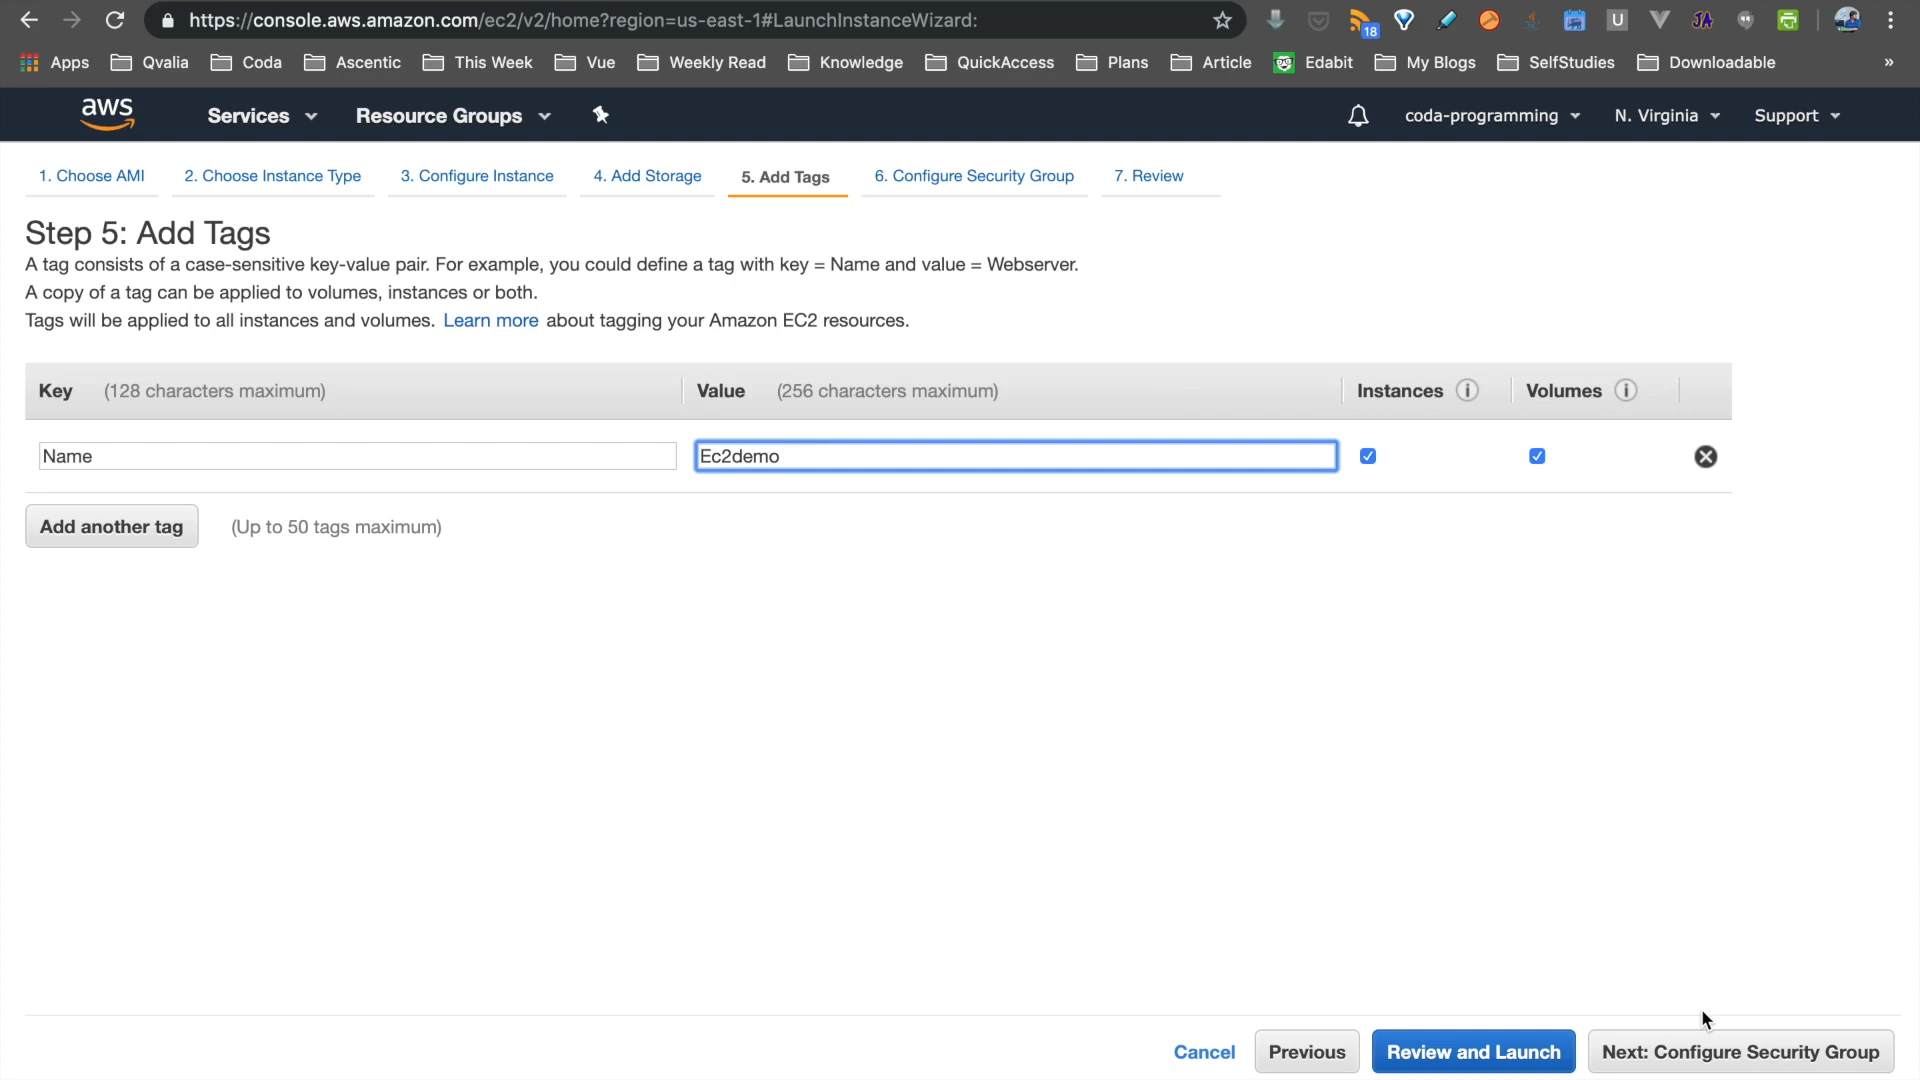 https://console.aws.amazon.com/ec2/v2/home?region=us-east-1#LaunchInstanceWizard:
18
U
JA
Apps Qvalia Coda Ascentic This Week Vue Weekly Read Knowledge QuickAccess Plans Article Edabit My Blogs SelfStudies Downloadable »
aws Services Resource Groups coda-programming N. Virginia Support
1. Choose AMI 2. Choose Instance Type 3. Configure Instance 4. Add Storage 5. Add Tags 6. Configure Security Group 7. Review
Step 5: Add Tags
A tag consists of a case-sensitive key-value pair. For example, you could define a tag with key = Name and value = Webserver.
A copy of a tag can be applied to volumes, instances or both.
Tags will be applied to all instances and volumes. Learn more about tagging your Amazon EC2 resources.
Key (128 characters maximum) Value (256 characters maximum) Instances i Volumes i
Name Ec2demo
Add another tag (Up to 50 tags maximum)
Cancel Previous Review and Launch Next: Configure Security Group